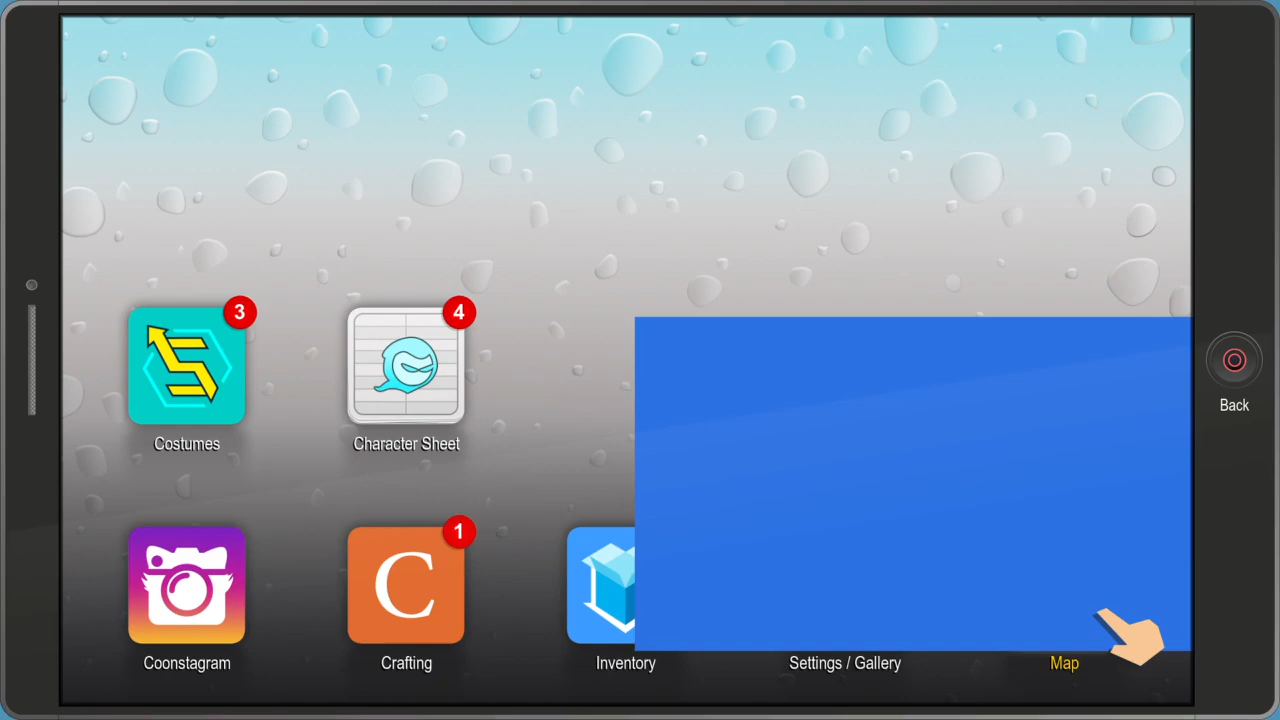 3
4
Costumes
Character Sheet
Back
1
C
Coonstagram
Crafting
Inventory
Settings / Gallery
Map